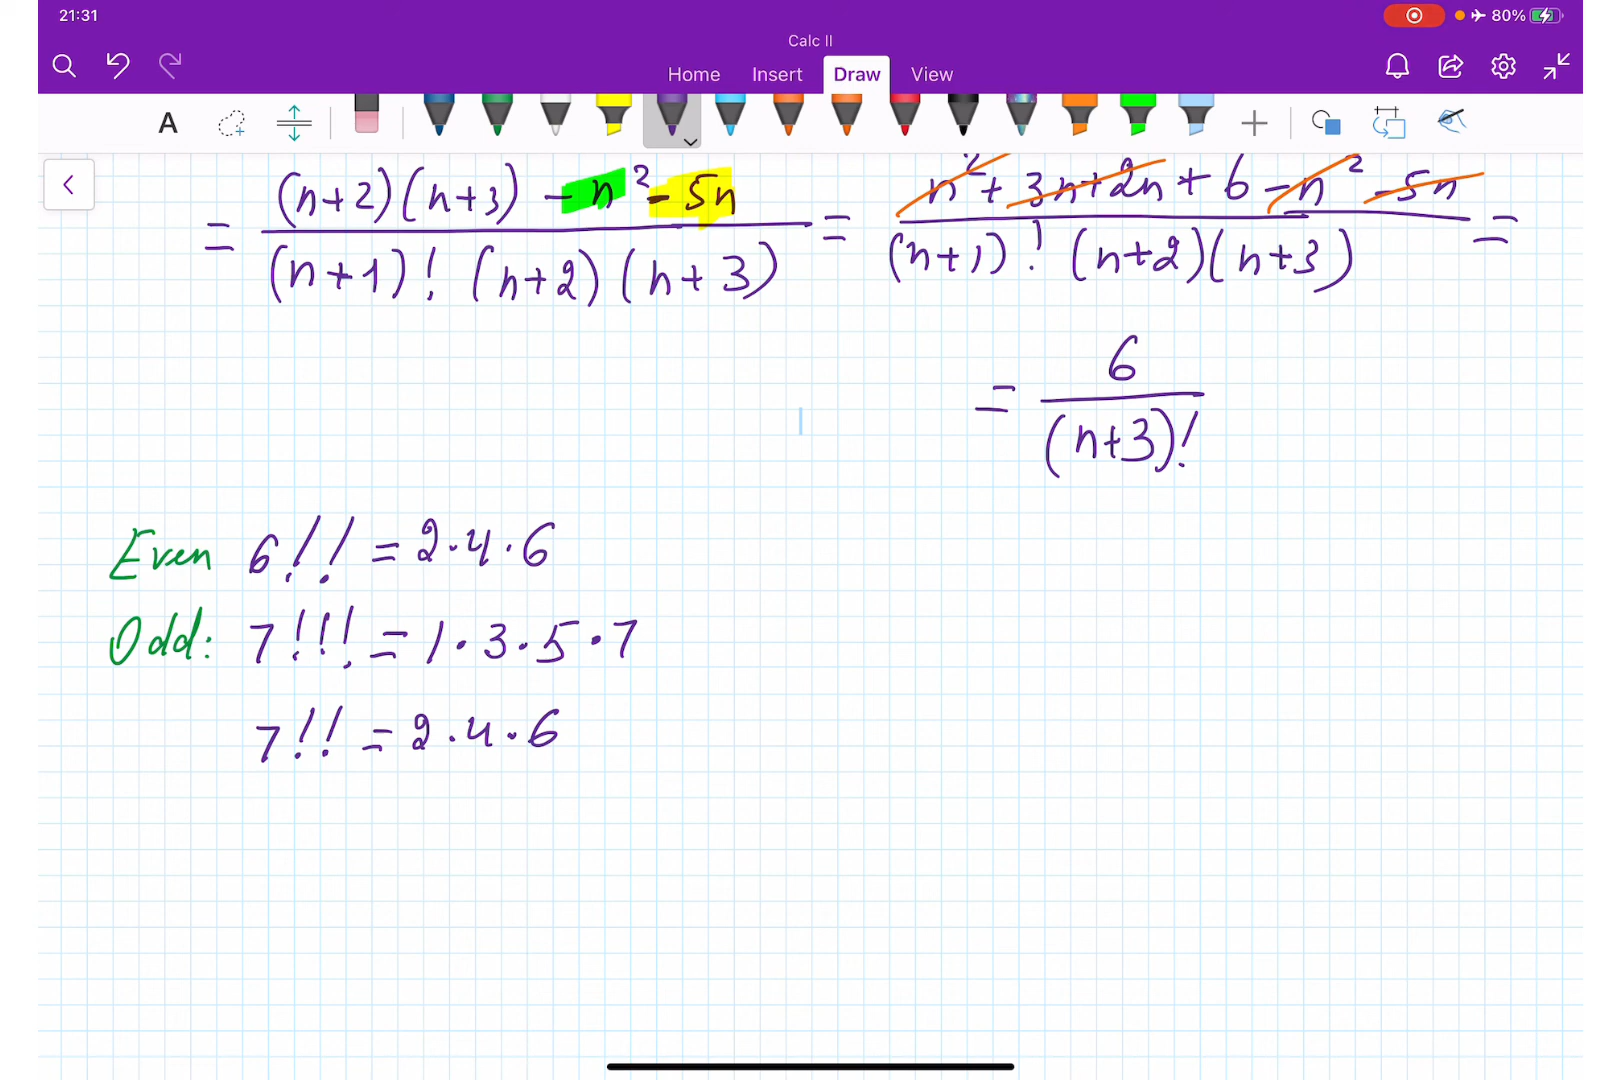 21:31
80%
Calc II
Home Insert Draw View
A
= (n+2)(n+3) - n² - 5n / (n+1)! (n+2)(n+3) = n² + 3n + 2n + 6 - n² - 5n / (n+1)! (n+2)(n+3) =
= 6 / (n+3)!
Even 6!! = 2·4·6
Odd: 7!!! = 1·3·5·7
7!! = 2·4·6